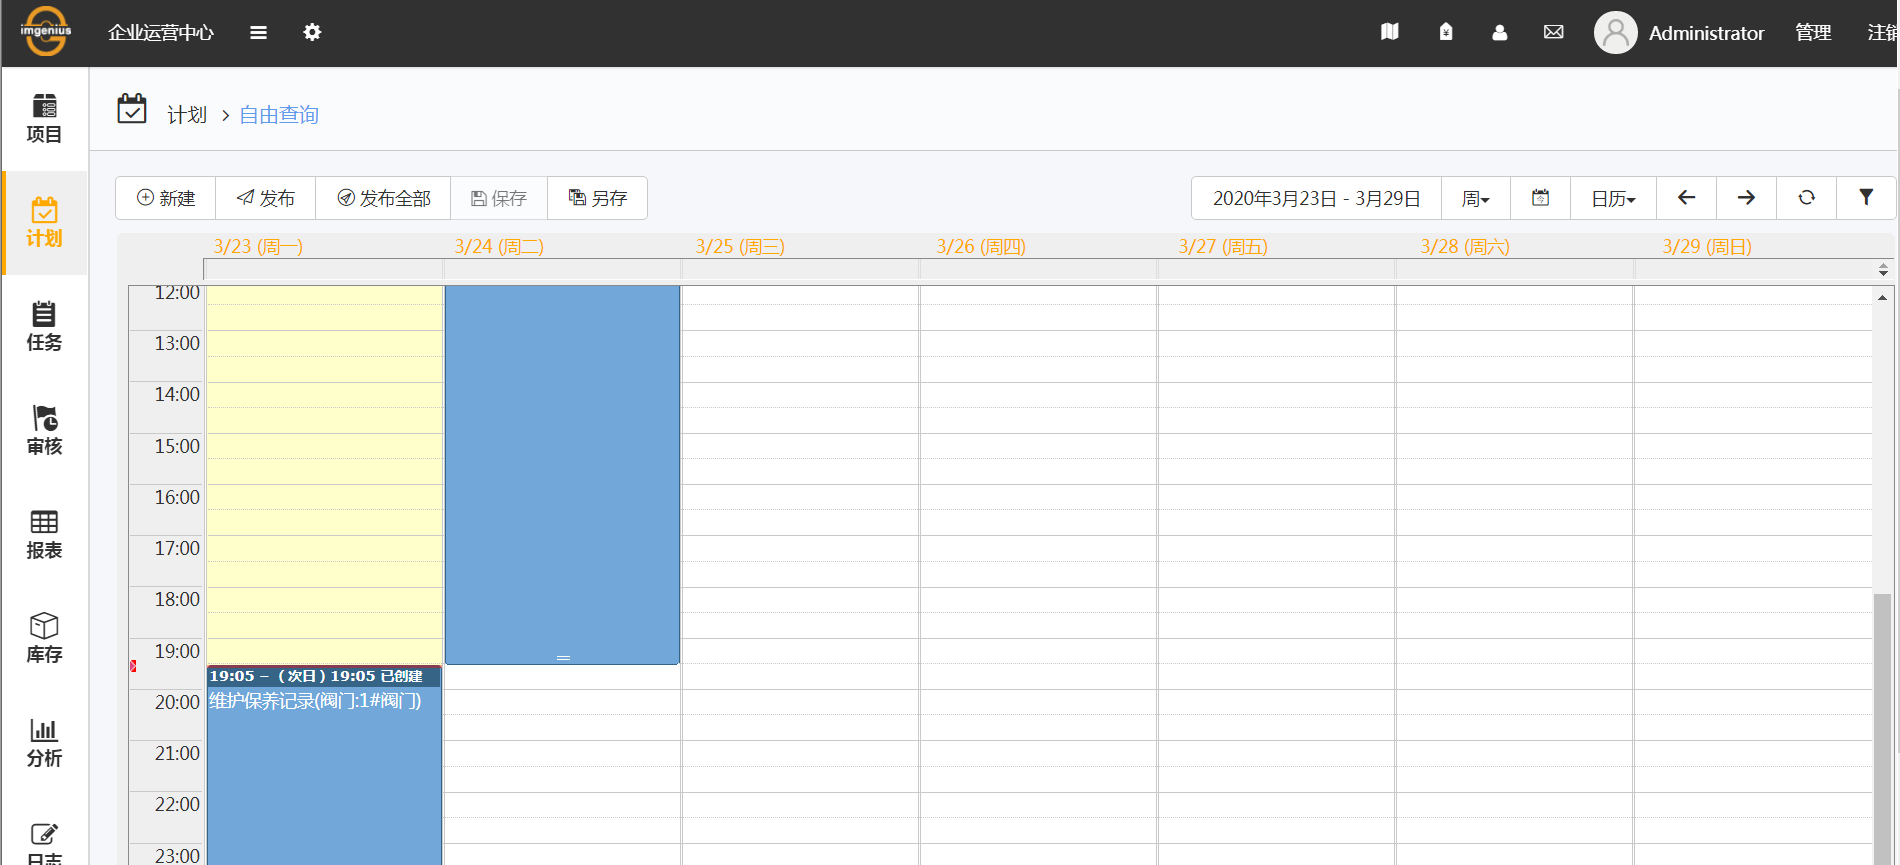 imgenius
企业运营中心
Administrator 管理 注销
项目
计划
任务
审核
报表
库存
分析
日志
计划 > 自由查询
新建 发布 发布全部 保存 另存
2020年3月23日 - 3月29日 周 日历
3/23 (周一) 3/24 (周二) 3/25 (周三) 3/26 (周四) 3/27 (周五) 3/28 (周六) 3/29 (周日)
12:00
13:00
14:00
15:00
16:00
17:00
18:00
19:00
19:05 – （次日）19:05 已创建
维护保养记录(阀门:1#阀门)
20:00
21:00
22:00
23:00